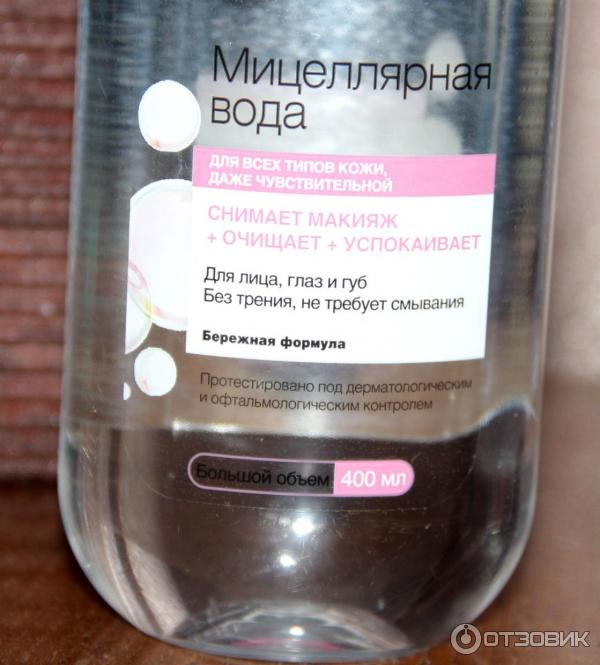 Мицеллярная
вода
ДЛЯ ВСЕХ ТИПОВ КОЖИ,
ДАЖЕ ЧУВСТВИТЕЛЬНОЙ
СНИМАЕТ МАКИЯЖ
+ ОЧИЩАЕТ + УСПОКАИВАЕТ
Для лица, глаз и губ
Без трения, не требует смывания
Бережная формула
Протестировано под дерматологическим
и офтальмологическим контролем
Большой объем 400 мл
ОТЗОВИК